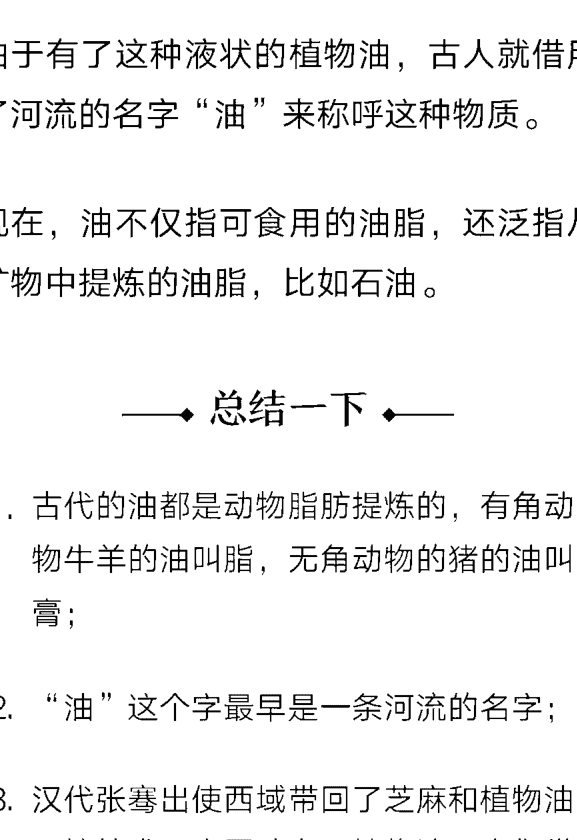 由于有了这种液状的植物油，古人就借用
了河流的名字“油”来称呼这种物质。
现在，油不仅指可食用的油脂，还泛指从
矿物中提炼的油脂，比如石油。
总结一下
. 古代的油都是动物脂肪提炼的，有角动
物牛羊的油叫脂，无角动物的猪的油叫
膏；
2. “油”这个字最早是一条河流的名字；
3. 汉代张骞出使西域带回了芝麻和植物油